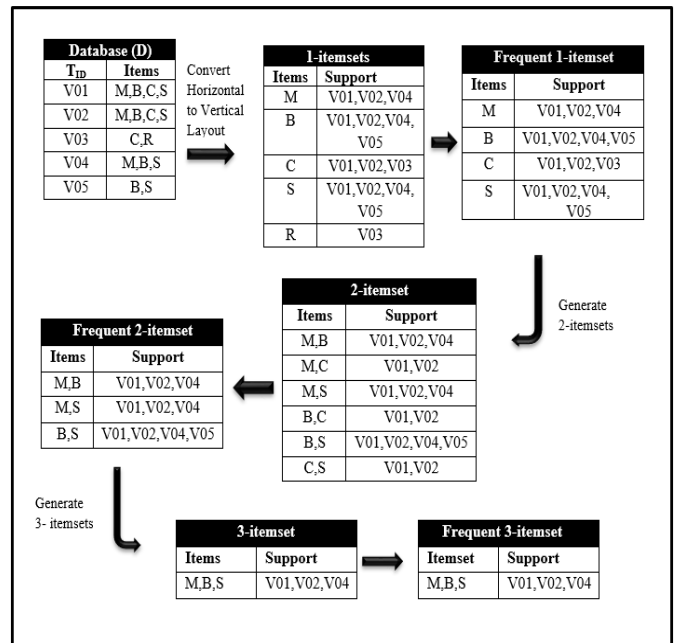 Database (D)
TID Items
V01 M,B,C,S
V02 M,B,C,S
V03 C,R
V04 M,B,S
V05 B,S
Convert
Horizontal
to Vertical
Layout
1-itemsets
Items Support
M V01,V02,V04
B V01,V02,V04,
V05
C V01,V02,V03
S V01,V02,V04,
V05
R V03
Frequent 1-itemset
Items Support
M V01,V02,V04
B V01,V02,V04,V05
C V01,V02,V03
S V01,V02,V04,
V05
Generate
2-itemsets
2-itemset
Items Support
M,B V01,V02,V04
M,C V01,V02
M,S V01,V02,V04
B,C V01,V02
B,S V01,V02,V04,V05
C,S V01,V02
Frequent 2-itemset
Items Support
M,B V01,V02,V04
M,S V01,V02,V04
B,S V01,V02,V04,V05
Generate
3- itemsets
3-itemset
Items Support
M,B,S V01,V02,V04
Frequent 3-itemset
Itemset Support
M,B,S V01,V02,V04